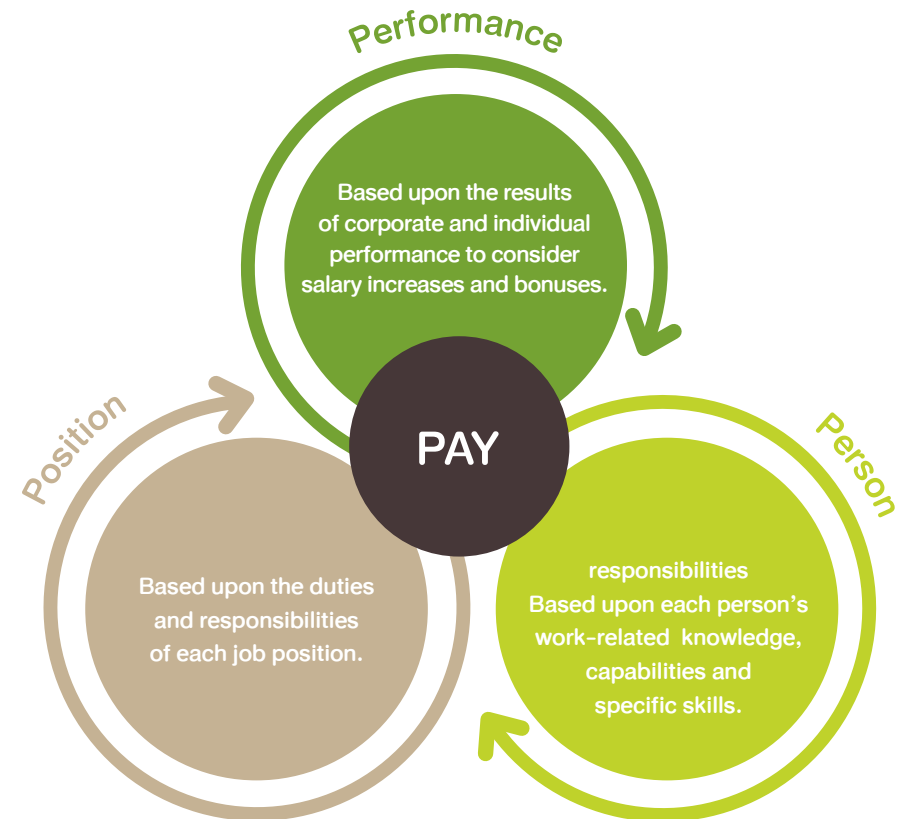 Performance
Based upon the results
of corporate and individual
performance to consider
salary increases and bonuses.
PAY
Position
Based upon the duties
and responsibilities
of each job position.
Person
responsibilities
Based upon each person's
work-related knowledge,
capabilities and
specific skills.